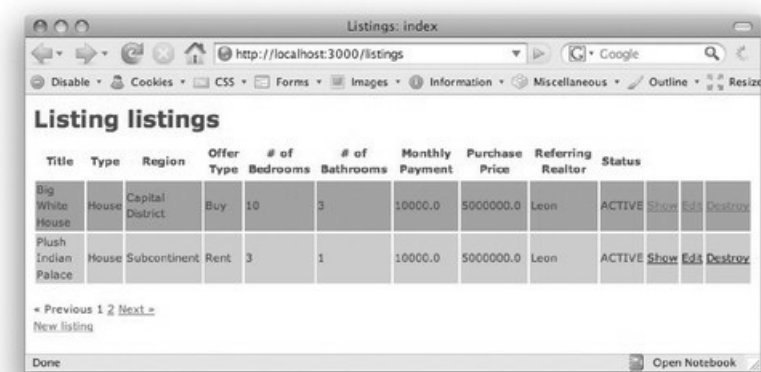 Listings: index
http://localhost:3000/listings
Google
Disable Cookies CSS Forms Images Information Miscellaneous Outline Resize
Listing listings
Title Type Region Offer Type # of Bedrooms # of Bathrooms Monthly Payment Purchase Price Referring Realtor Status
Big White House House Capital District Buy 10 3 10000.0 5000000.0 Leon ACTIVE Show Edit Destroy
Plush Indian Palace House Subcontinent Rent 3 1 10000.0 5000000.0 Leon ACTIVE Show Edit Destroy
« Previous 1 2 Next »
New listing
Done Open Notebook